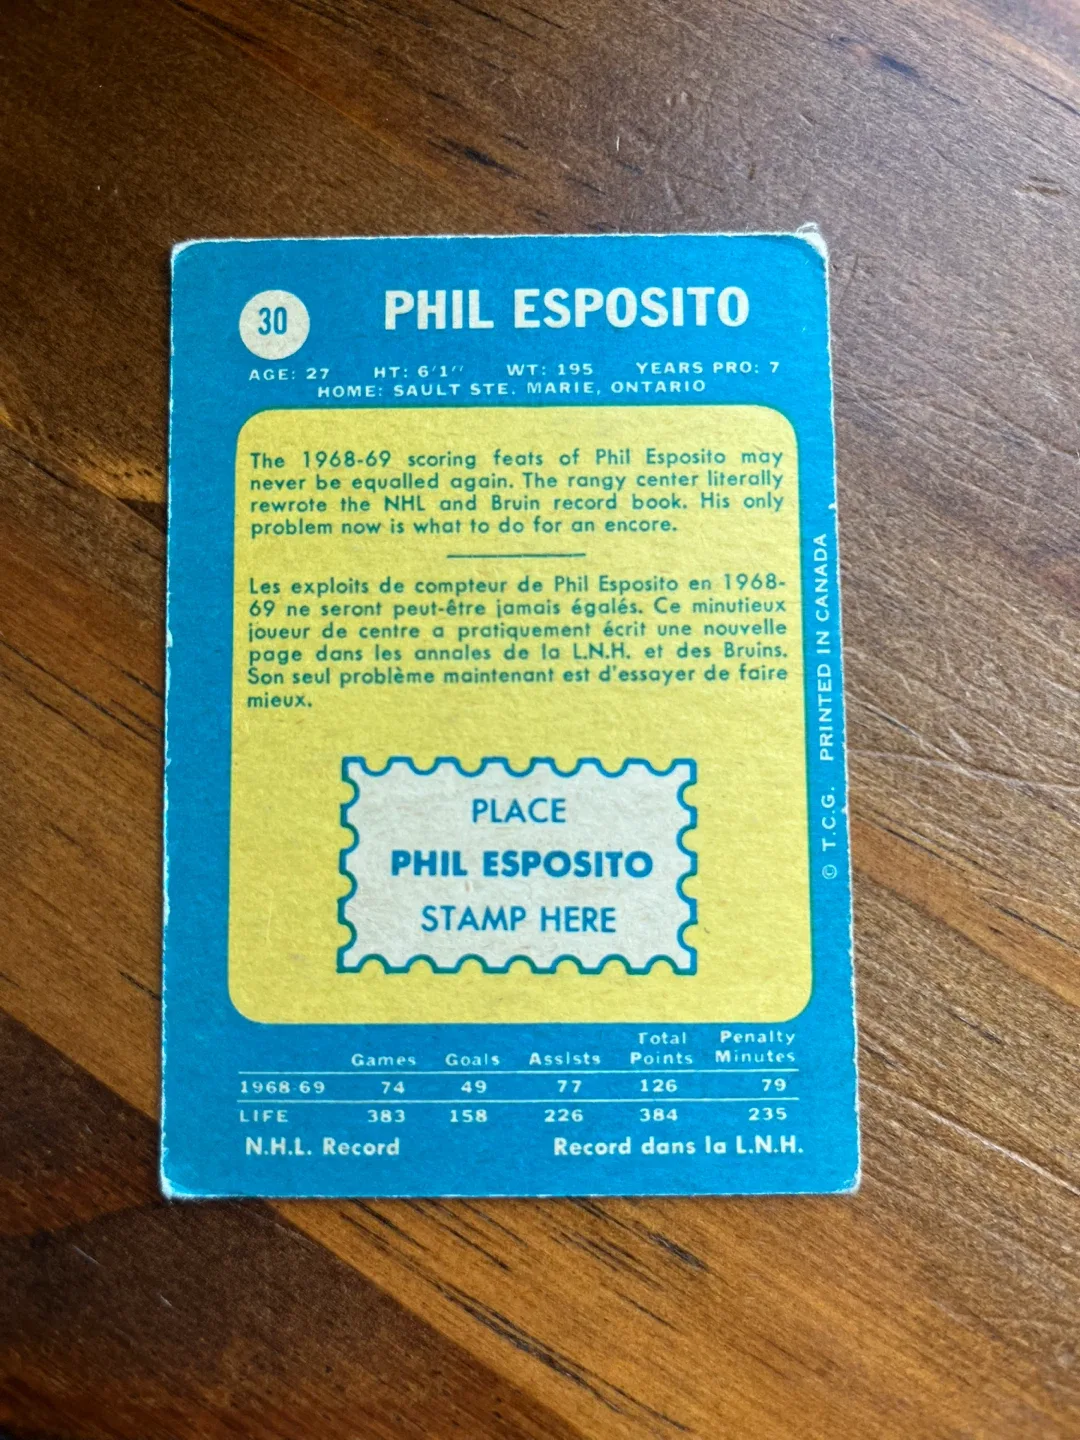 30
PHIL ESPOSITO
AGE: 27 HT: 6'1'' WT: 195 YEARS PRO: 7
HOME: SAULT STE. MARIE, ONTARIO
The 1968-69 scoring feats of Phil Esposito may
never be equalled again. The rangy center literally
rewrote the NHL and Bruin record book. His only
problem now is what to do for an encore.
Les exploits de compteur de Phil Esposito en 1968-
69 ne seront peut-être jamais égalés. Ce minutieux
joueur de centre a pratiquement écrit une nouvelle
page dans les annales de la L.N.H. et des Bruins.
Son seul problème maintenant est d'essayer de faire
mieux.
PLACE
PHIL ESPOSITO
STAMP HERE
© T.C.G. PRINTED IN CANADA
Total Penalty
Games Goals Assists Points Minutes
1968-69 74 49 77 126 79
LIFE 383 158 226 384 235
N.H.L. Record Record dans la L.N.H.